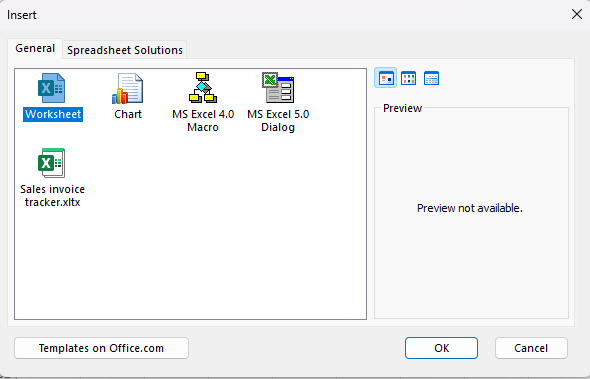 Insert
General
Spreadsheet Solutions
Worksheet
Chart
MS Excel 4.0
Macro
MS Excel 5.0
Dialog
Sales invoice
tracker.xltx
Preview
Preview not available.
Templates on Office.com
OK
Cancel